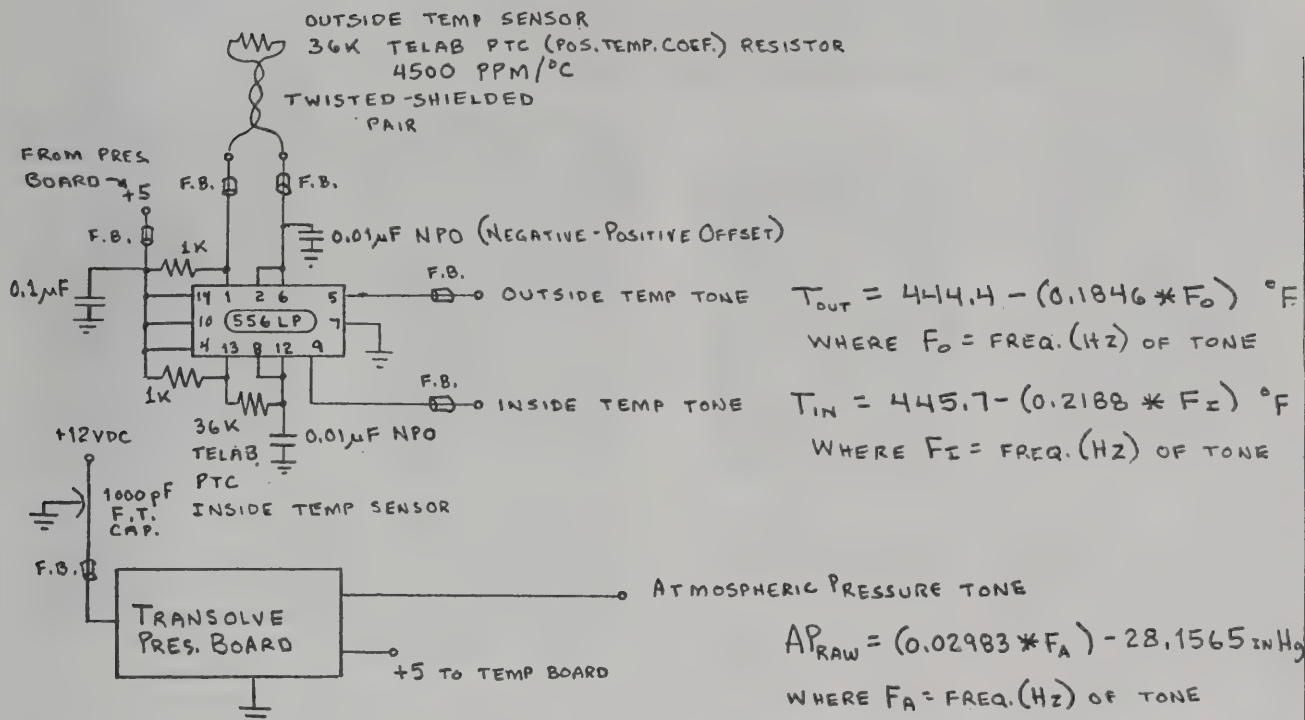 OUTSIDE TEMP SENSOR
36K TELAB PTC (POS. TEMP. COEF.) RESISTOR
4500 PPM/°C
TWISTED-SHIELDED
PAIR
FROM PRES.
BOARD
+5
F.B.
F.B.
F.B.
1K
0.01µF NPO (NEGATIVE-POSITIVE OFFSET)
0.1µF
14 1 2 6 5
10 556 LP 7
4 13 8 12 9
F.B.
OUTSIDE TEMP TONE
T_OUT = 444.4 - (0.1846 * F_O) °F
WHERE F_O = FREQ. (HZ) OF TONE
1K
F.B.
INSIDE TEMP TONE
T_IN = 445.7 - (0.2188 * F_I) °F
WHERE F_I = FREQ. (HZ) OF TONE
36K
TELAB
PTC
INSIDE TEMP SENSOR
0.01µF NPO
+12VDC
1000pF
F.T.
CAP.
F.B.
TRANSOLVE
PRES. BOARD
ATMOSPHERIC PRESSURE TONE
+5 TO TEMP BOARD
AP_RAW = (0.02983 * F_A) - 28.1565 IN Hg
WHERE F_A = FREQ. (HZ) OF TONE